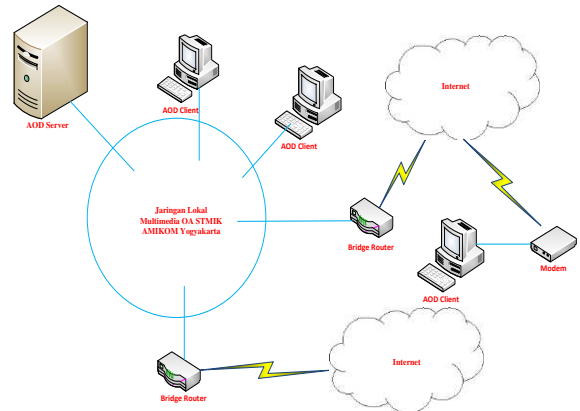 AOD Server
AOD Client
AOD Client
Internet
Jaringan Lokal
Multimedia OA STMIK
AMIKOM Yogyakarta
Bridge Router
AOD Client
Modem
Internet
Bridge Router